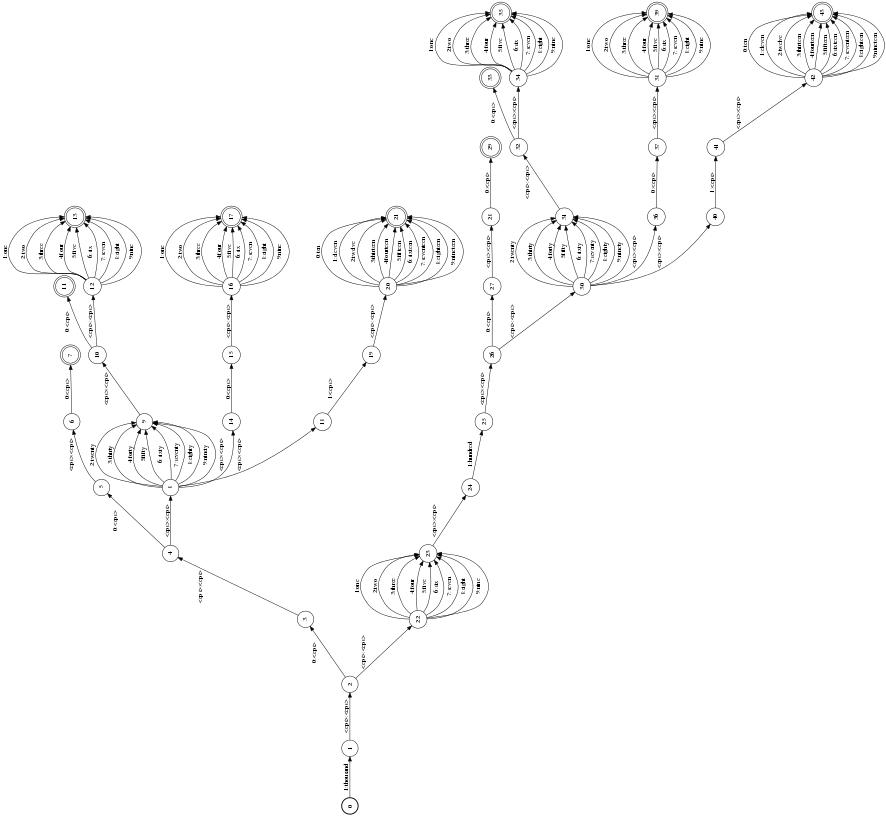 0
1:thousand
1
<eps>:<eps>
2
0:<eps>
<eps>:<eps>
3
<eps>:<eps>
4
0:<eps>
<eps>:<eps>
5
<eps>:<eps>
6
0:<eps>
7
2:twenty
3:thirty
4:forty
5:fifty
6:sixty
7:seventy
8:eighty
9:ninety
<eps>:<eps>
<eps>:<eps>
9
<eps>:<eps>
10
0:<eps>
<eps>:<eps>
11
12
1:one
2:two
3:three
4:four
5:five
6:six
7:seven
8:eight
9:nine
13
14
0:<eps>
15
<eps>:<eps>
16
1:one
2:two
3:three
4:four
5:five
6:six
7:seven
8:eight
9:nine
17
1:<eps>
19
<eps>:<eps>
20
0:ten
1:eleven
2:twelve
3:thirteen
4:fourteen
5:fifteen
6:sixteen
7:seventeen
8:eighteen
9:nineteen
21
22
1:one
2:two
3:three
4:four
5:five
6:six
7:seven
8:eight
9:nine
23
<eps>:<eps>
24
1:hundred
25
<eps>:<eps>
26
0:<eps>
<eps>:<eps>
27
<eps>:<eps>
0:<eps>
29
30
2:twenty
3:thirty
4:forty
5:fifty
6:sixty
7:seventy
8:eighty
9:ninety
<eps>:<eps>
<eps>:<eps>
31
<eps>:<eps>
32
0:<eps>
<eps>:<eps>
33
34
1:one
2:two
3:three
4:four
5:five
6:six
7:seven
8:eight
9:nine
35
36
0:<eps>
37
<eps>:<eps>
1:one
2:two
3:three
4:four
5:five
6:six
7:seven
8:eight
9:nine
39
40
1:<eps>
41
<eps>:<eps>
42
0:ten
1:eleven
2:twelve
3:thirteen
4:fourteen
5:fifteen
6:sixteen
7:seventeen
8:eighteen
9:nineteen
43